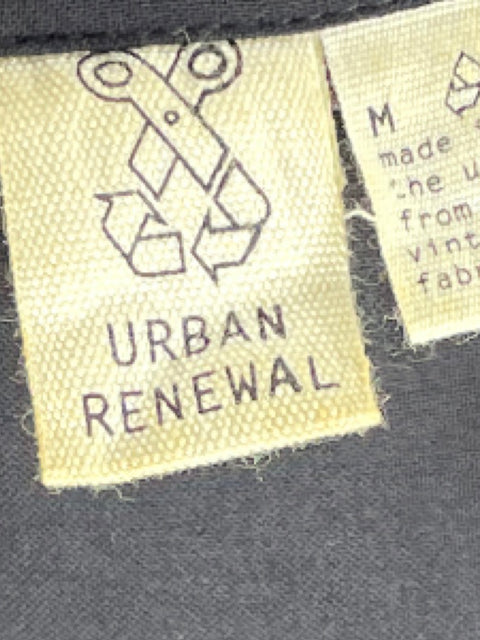 URBAN
RENEWAL
M
made
the u
from
vint
fabr